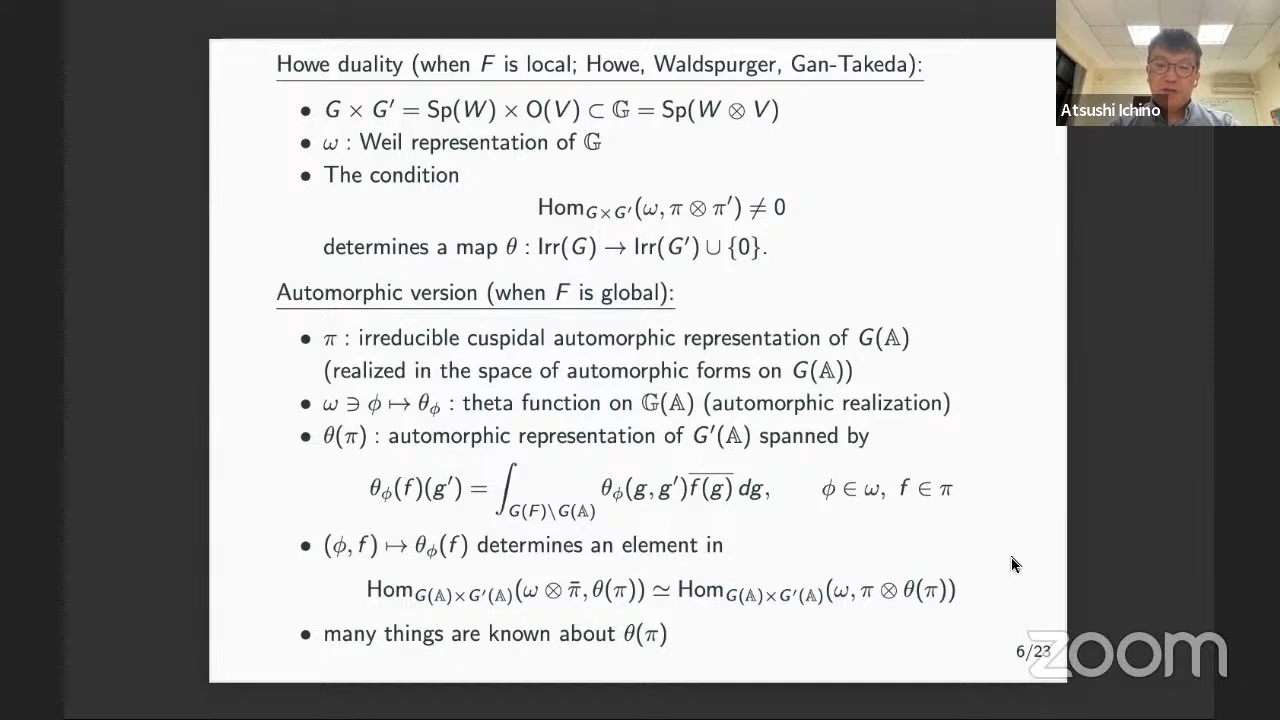 Howe duality (when F is local; Howe, Waldspurger, Gan-Takeda):
• G × G′ = Sp(W) × O(V) ⊂ 𝔾 = Sp(W ⊗ V)
• ω : Weil representation of 𝔾
• The condition
Hom_{G×G′}(ω, π ⊗ π′) ≠ 0
determines a map θ : Irr(G) → Irr(G′) ∪ {0}.
Automorphic version (when F is global):
• π : irreducible cuspidal automorphic representation of G(𝔸)
(realized in the space of automorphic forms on G(𝔸))
• ω ∋ ϕ ↦ θ_ϕ : theta function on 𝔾(𝔸) (automorphic realization)
• θ(π) : automorphic representation of G′(𝔸) spanned by
θ_ϕ(f)(g′) = ∫_{G(F)\G(𝔸)} θ_ϕ(g, g′) \overline{f(g)} dg, ϕ ∈ ω, f ∈ π
• (ϕ, f) ↦ θ_ϕ(f) determines an element in
Hom_{G(𝔸)×G′(𝔸)}(ω ⊗ π̄, θ(π)) ≃ Hom_{G(𝔸)×G′(𝔸)}(ω, π ⊗ θ(π))
• many things are known about θ(π)
6/23
Atsushi Ichino
zoom